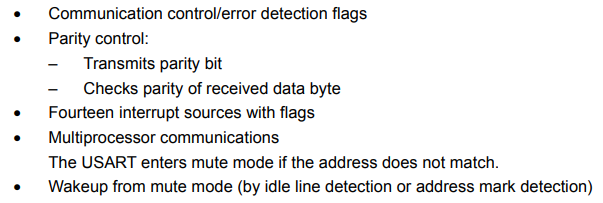 • Communication control/error detection flags
• Parity control:
– Transmits parity bit
– Checks parity of received data byte
• Fourteen interrupt sources with flags
• Multiprocessor communications
The USART enters mute mode if the address does not match.
• Wakeup from mute mode (by idle line detection or address mark detection)